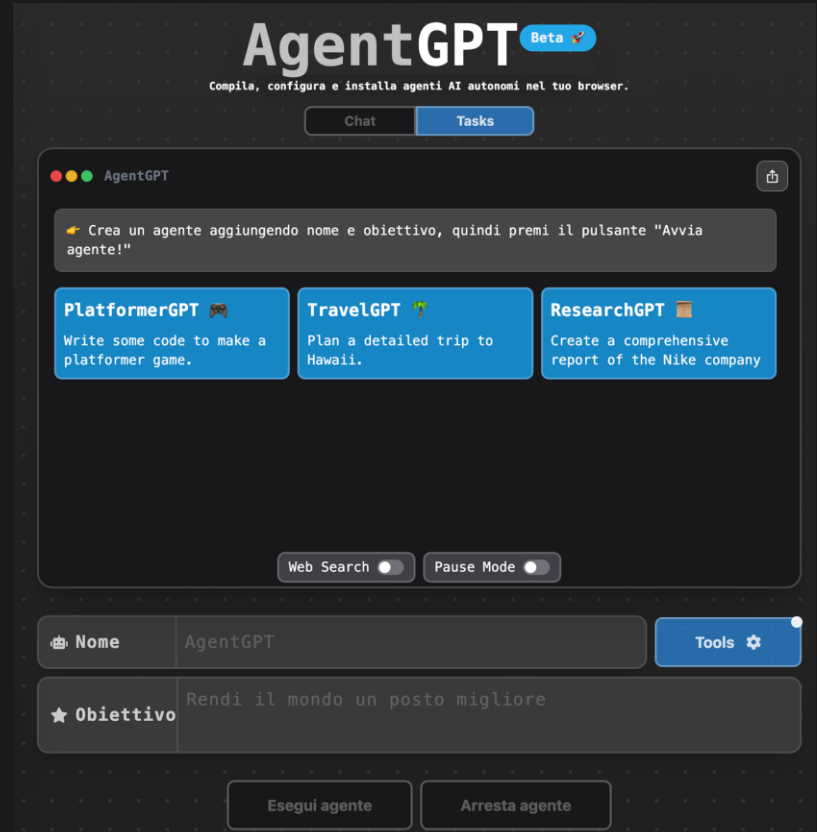 AgentGPT Beta 🚀
Compila, configura e installa agenti AI autonomi nel tuo browser.
Chat Tasks
AgentGPT
👉 Crea un agente aggiungendo nome e obiettivo, quindi premi il pulsante "Avvia
agente!"
PlatformerGPT 🎮
Write some code to make a
platformer game.
TravelGPT 🌴
Plan a detailed trip to
Hawaii.
ResearchGPT 📜
Create a comprehensive
report of the Nike company
Web Search Pause Mode
Nome AgentGPT Tools
Obiettivo Rendi il mondo un posto migliore
Esegui agente Arresta agente